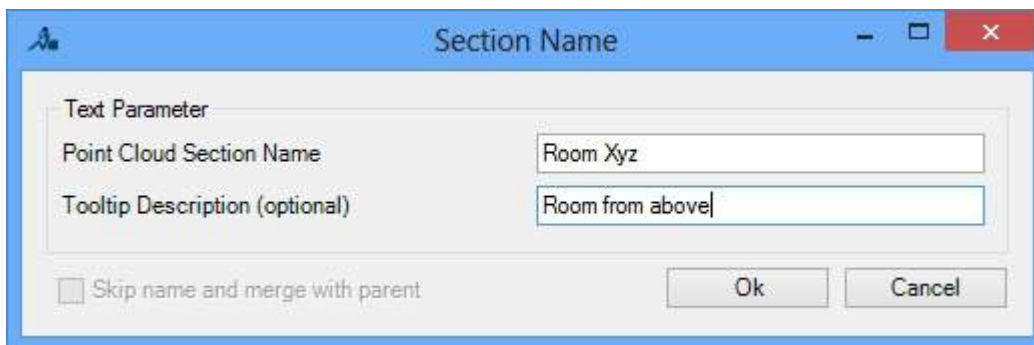 Section Name
Text Parameter
Point Cloud Section Name Room Xyz
Tooltip Description (optional) Room from above
Skip name and merge with parent Ok Cancel